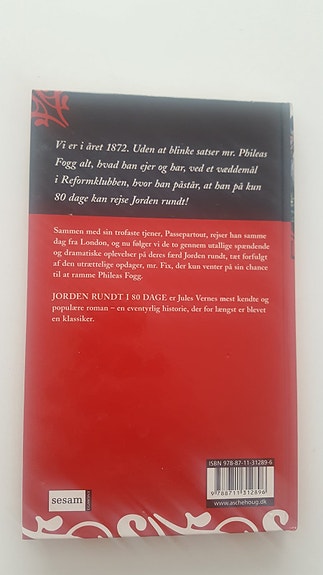 Vi er i året 1872. Uden at blinke satser mr. Phileas
Fogg alt, hvad han ejer og har, ved et væddemål
i Reformklubben, hvor han påstår, at han på kun
80 dage kan rejse Jorden rundt!
Sammen med sin trofaste tjener, Passepartout, rejser han samme
dag fra London, og nu følger vi de to gennem utallige spændende
og dramatiske oplevelser på deres færd Jorden rundt, tæt forfulgt
af den utrættelige opdager, mr. Fix, der kun venter på sin chance
til at ramme Phileas Fogg.
JORDEN RUNDT I 80 DAGE er Jules Vernes mest kendte og
populære roman – en eventyrlig historie, der for længst er blevet
en klassiker.
ISBN 978-87-11-31289-6
9 788711 312896
www.aschehoug.dk
sesam